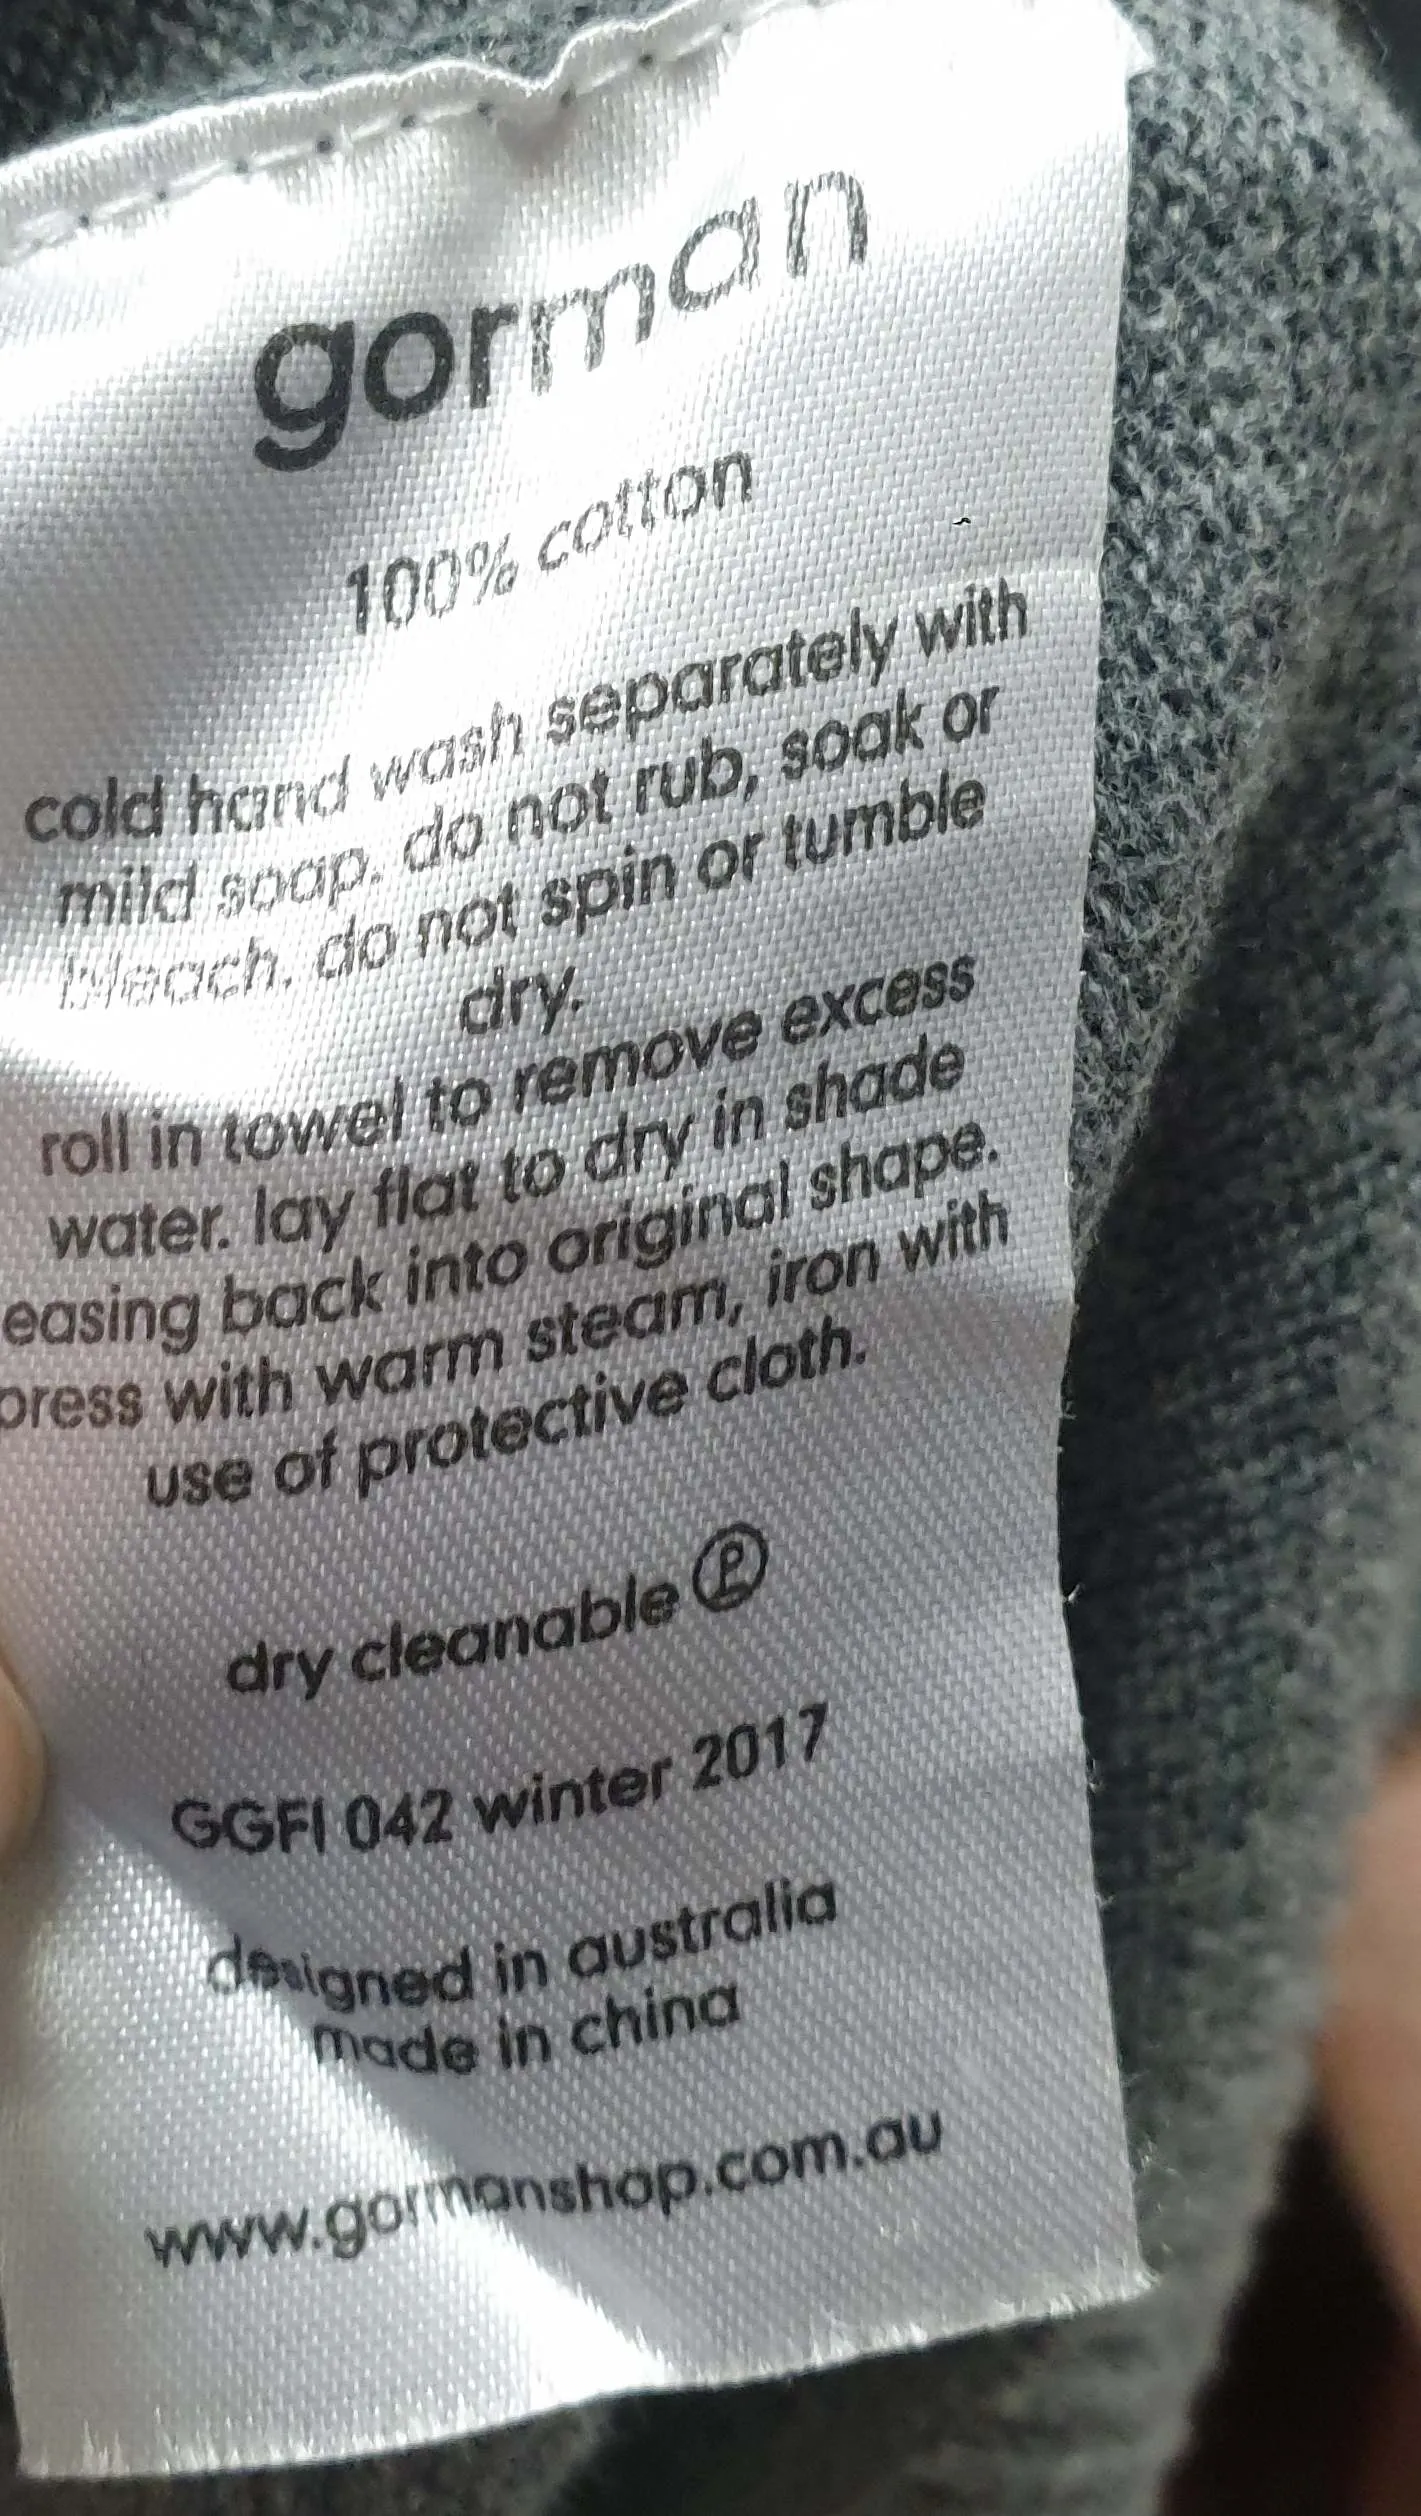 gorman
100% cotton
cold hand wash separately with
mild soap. do not rub, soak or
bleach. do not spin or tumble
dry.
roll in towel to remove excess
water. lay flat to dry in shade
easing back into original shape.
press with warm steam, iron with
use of protective cloth.
dry cleanable Ⓟ
GGFI 042 winter 2017
designed in australia
made in china
www.gormanshop.com.au